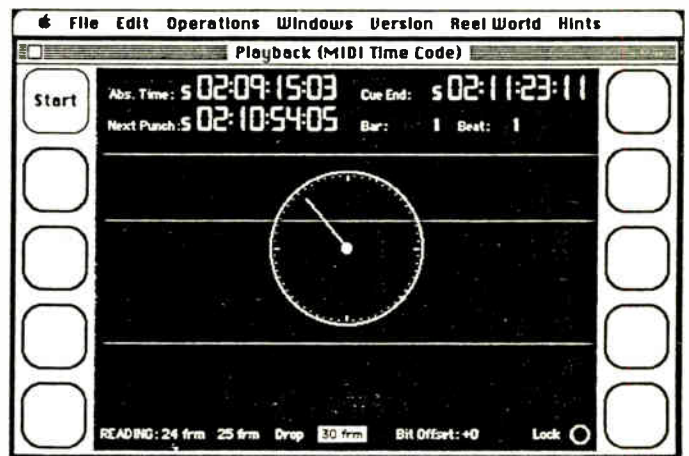 File Edit Operations Windows Version Reel World Hints
Playback (MIDI Time Code)
Start
Abs. Time: S 02:09:15:03 Cue End: S 02:11:23:11
Next Punch: S 02:10:54:05 Bar: 1 Beat: 1
READING: 24 frm 25 frm Drop 30 frm Bit Offset: +0 Lock